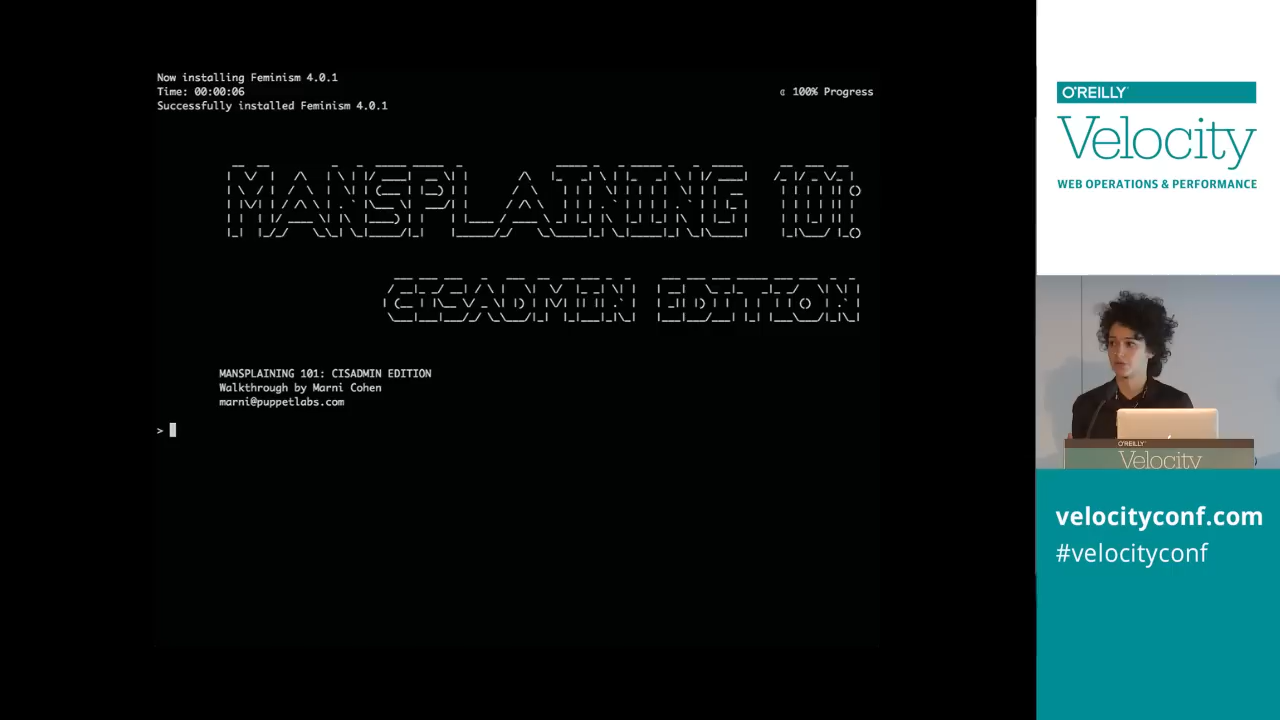 Now installing Feminism 4.0.1
Time: 00:00:06
¢ 100% Progress
Successfully installed Feminism 4.0.1
MANSPLAINING 101:
CISADMIN EDITION
MANSPLAINING 101: CISADMIN EDITION
Walkthrough by Marni Cohen
marni@puppetlabs.com
>
O'REILLY
Velocity
WEB OPERATIONS & PERFORMANCE
O'REILLY
Velocity
velocityconf.com
#velocityconf